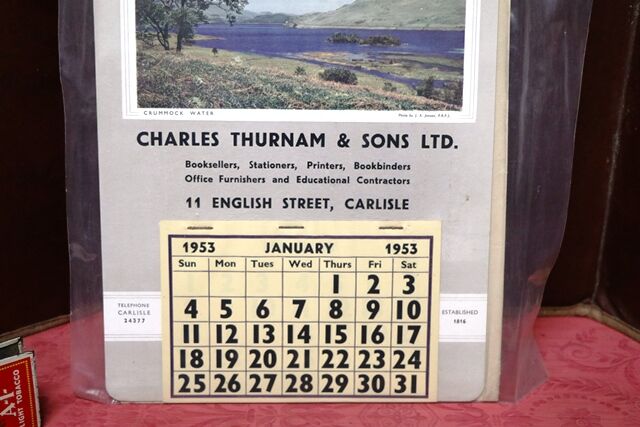 CRUMMOCK WATER
CHARLES THURNAM & SONS LTD.
Booksellers, Stationers, Printers, Bookbinders
Office Furnishers and Educational Contractors
11 ENGLISH STREET, CARLISLE
1953 JANUARY 1953
Sun Mon Tues Wed Thurs Fri Sat
1 2 3
4 5 6 7 8 9 10
11 12 13 14 15 16 17
18 19 20 21 22 23 24
25 26 27 28 29 30 31
TELEPHONE
CARLISLE
24377
ESTABLISHED
1816
A-1
LIGHT TOBACCO